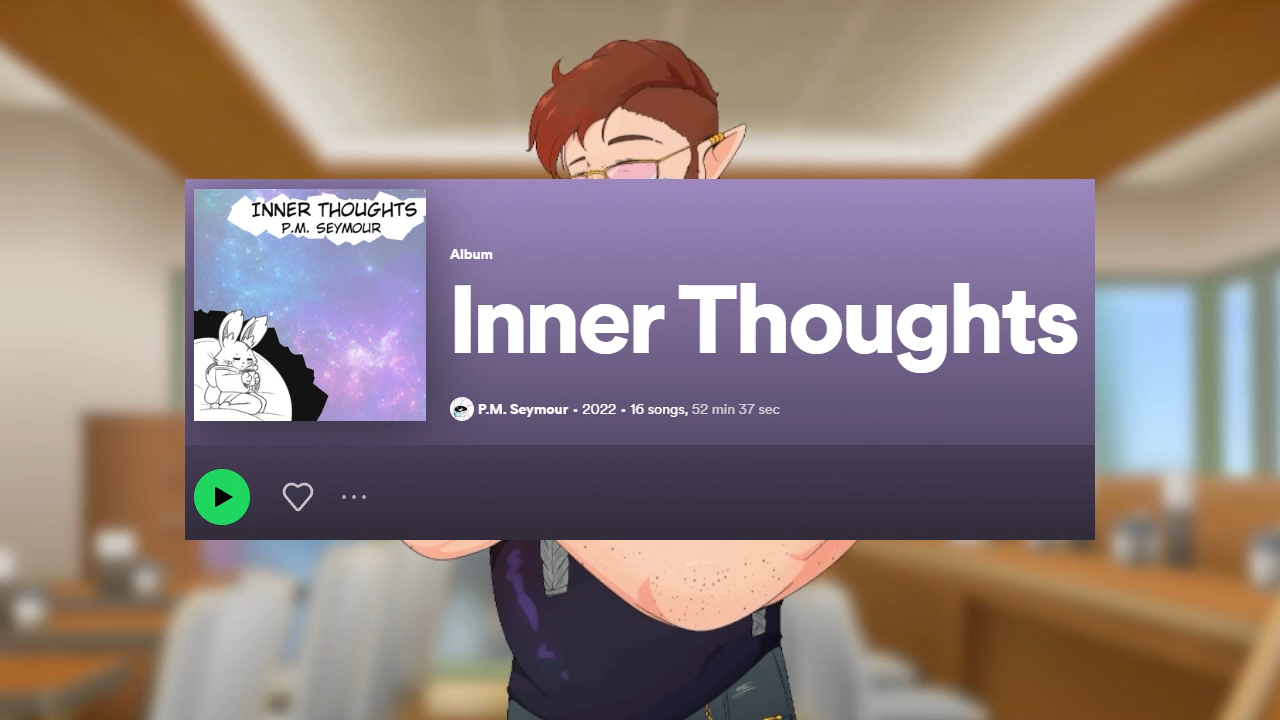 INNER THOUGHTS
P.M. SEYMOUR
Album
Inner Thoughts
P.M. Seymour • 2022 • 16 songs, 52 min 37 sec